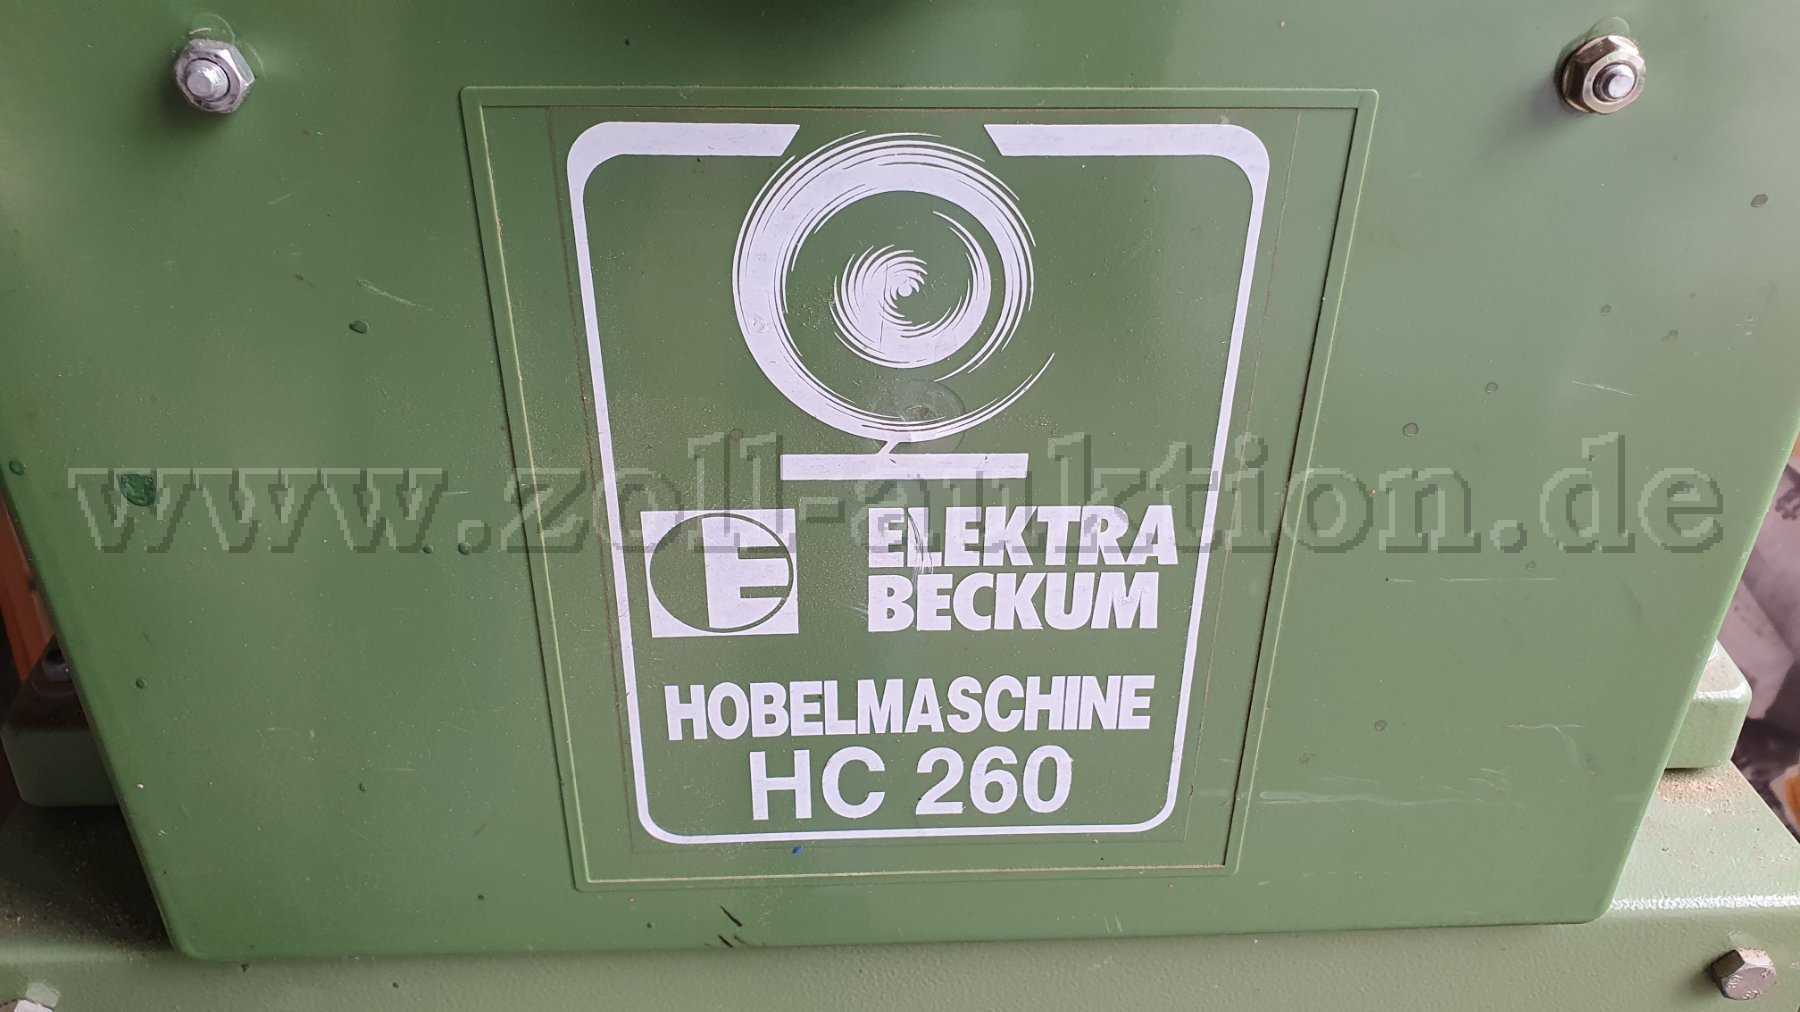 www.zoll-auktion.de
E ELEKTRA
BECKUM
HOBELMASCHINE
HC 260